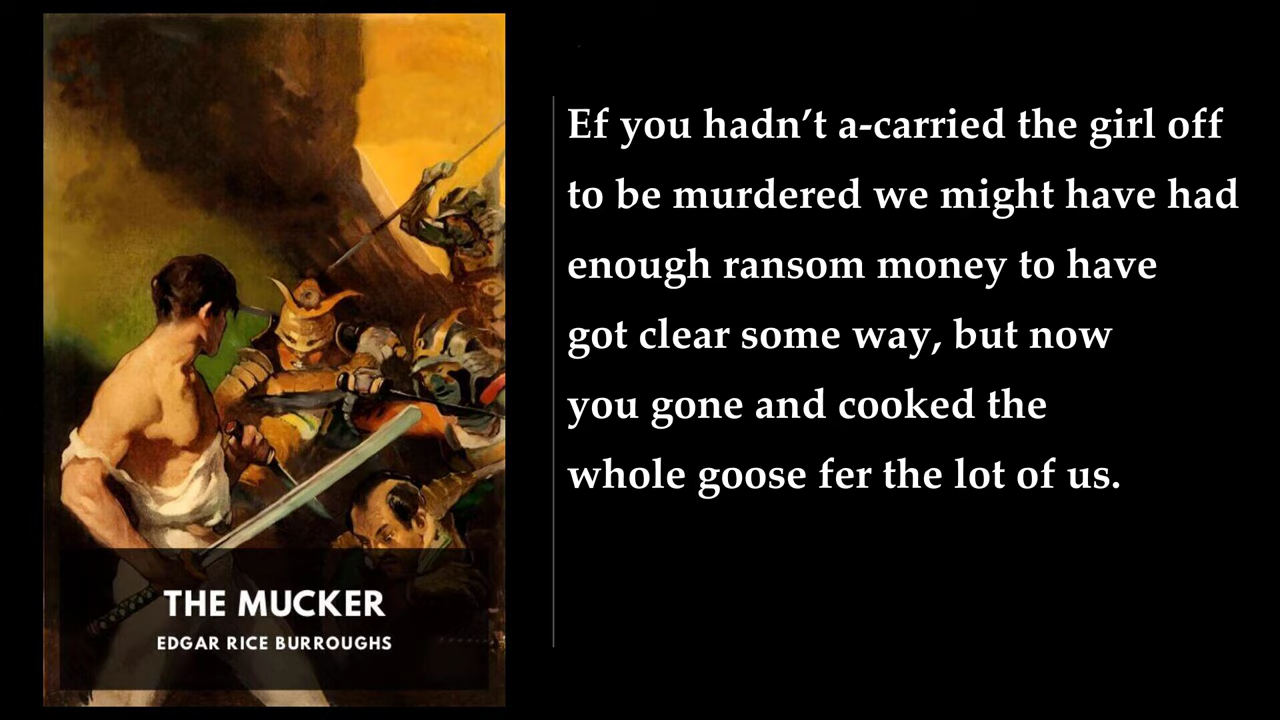 THE MUCKER
EDGAR RICE BURROUGHS
Ef you hadn’t a-carried the girl off
to be murdered we might have had
enough ransom money to have
got clear some way, but now
you gone and cooked the
whole goose fer the lot of us.